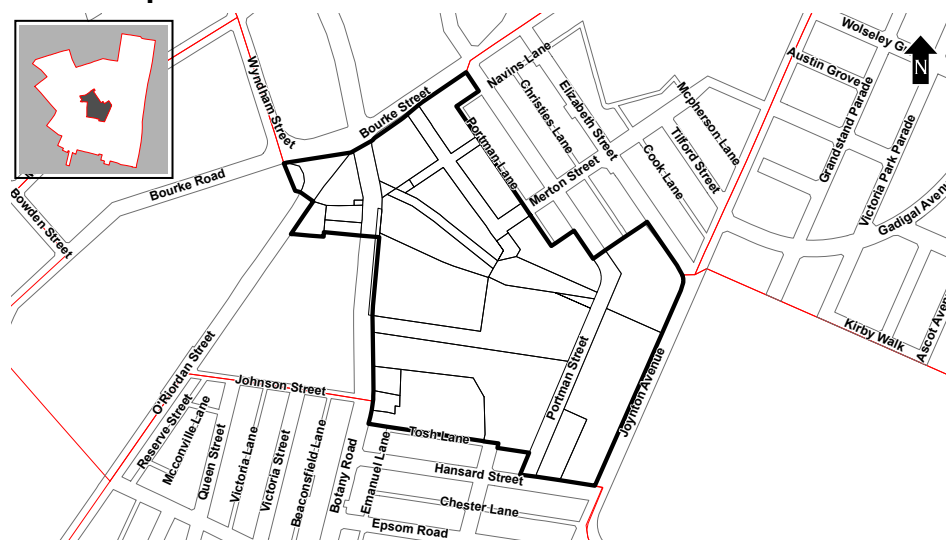 Wolseley Gr
N
Austin Grove
Grandstand Parade
Victoria Park Parade
Gadigal Avenu
Ascot Aven
Kirby Walk
Navins Lane
Christies Lane
Elizabeth Street
Mcpherson Lane
Tilford Street
Cook Lane
Merton Street
Portman Lane
Bourke Street
Wyndham Street
Bourke Road
Bowden Street
O'Riordan Street
Johnson Street
Reserve Street
Mcconville Lane
Queen Street
Victoria Lane
Victoria Street
Beaconsfield Lane
Botany Road
Emanuel Lane
Tosh Lane
Hansard Street
Chester Lane
Epsom Road
Portman Street
Joynton Avenue